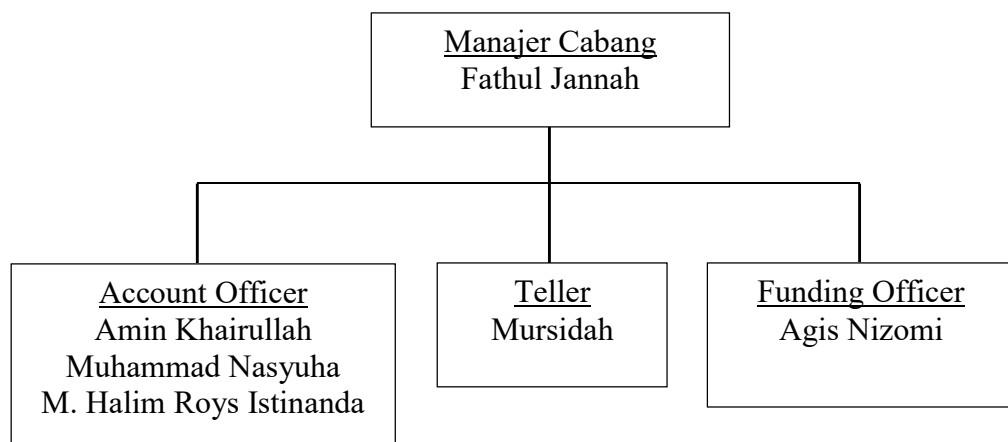 Manajer Cabang
Fathul Jannah
Account Officer
Amin Khairullah
Muhammad Nasyuha
M. Halim Roys Istinanda
Teller
Mursidah
Funding Officer
Agis Nizomi